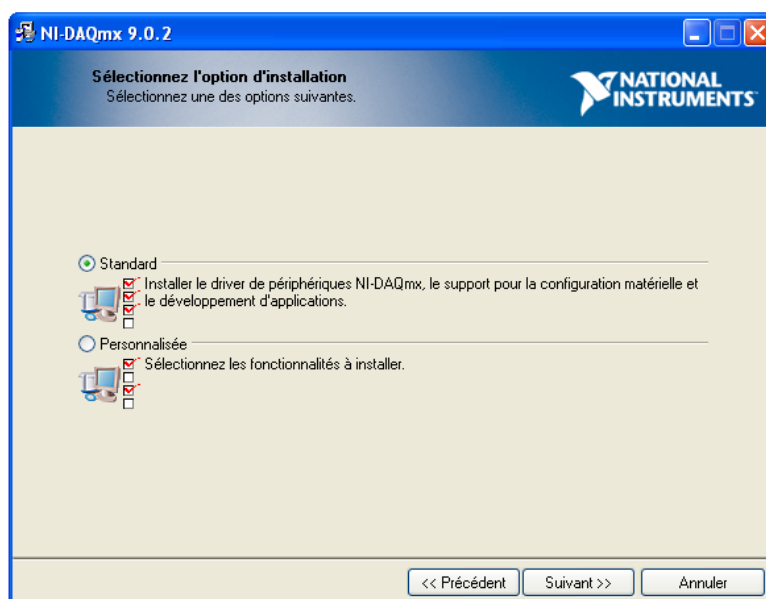 NI-DAQmx 9.0.2
Sélectionnez l'option d'installation
Sélectionnez une des options suivantes.
NATIONAL
INSTRUMENTS
Standard
Installer le driver de périphériques NI-DAQmx, le support pour la configuration matérielle et
le développement d'applications.
Personnalisée
Sélectionnez les fonctionnalités à installer.
<< Précédent
Suivant >>
Annuler